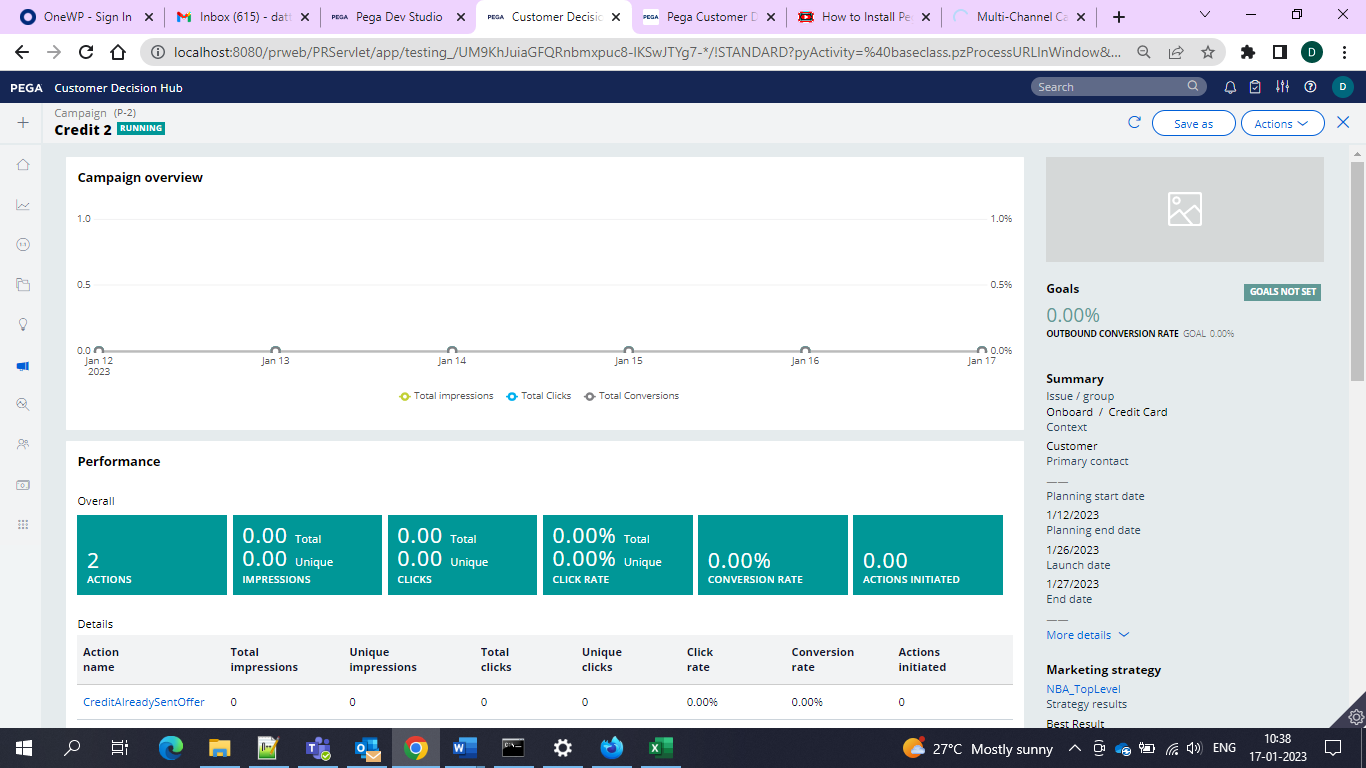 OneWP - Sign In
Inbox (615) - datt
PEGA Pega Dev Studio
PEGA Customer Decisic
PEGA Pega Customer D
How to Install Pe
Multi-Channel Ca
localhost:8080/prweb/PRServlet/app/testing_/UM9KhJuiaGFQRnbmxpuc8-IKSwJTYg7-*/!STANDARD?pyActivity=%40baseclass.pzProcessURLInWindow&...
D
PEGA Customer Decision Hub
Search
D
Campaign (P-2)
Credit 2 RUNNING
Save as
Actions
Campaign overview
1.0
1.0%
0.5
0.5%
0.0
0.0%
Jan 12
2023
Jan 13
Jan 14
Jan 15
Jan 16
Jan 17
Total impressions
Total Clicks
Total Conversions
Performance
Overall
2
ACTIONS
0.00 Total
0.00 Unique
IMPRESSIONS
0.00 Total
0.00 Unique
CLICKS
0.00% Total
0.00% Unique
CLICK RATE
0.00%
CONVERSION RATE
0.00
ACTIONS INITIATED
Details
Action name
Total impressions
Unique impressions
Total clicks
Unique clicks
Click rate
Conversion rate
Actions initiated
CreditAlreadySentOffer 0 0 0 0 0.00% 0.00% 0
Goals
GOALS NOT SET
0.00%
OUTBOUND CONVERSION RATE GOAL 0.00%
Summary
Issue / group
Onboard / Credit Card
Context
Customer
Primary contact
——
Planning start date
1/12/2023
Planning end date
1/26/2023
Launch date
1/27/2023
End date
——
More details
Marketing strategy
NBA_TopLevel
Strategy results
Best Result
27°C Mostly sunny
ENG
10:38
17-01-2023